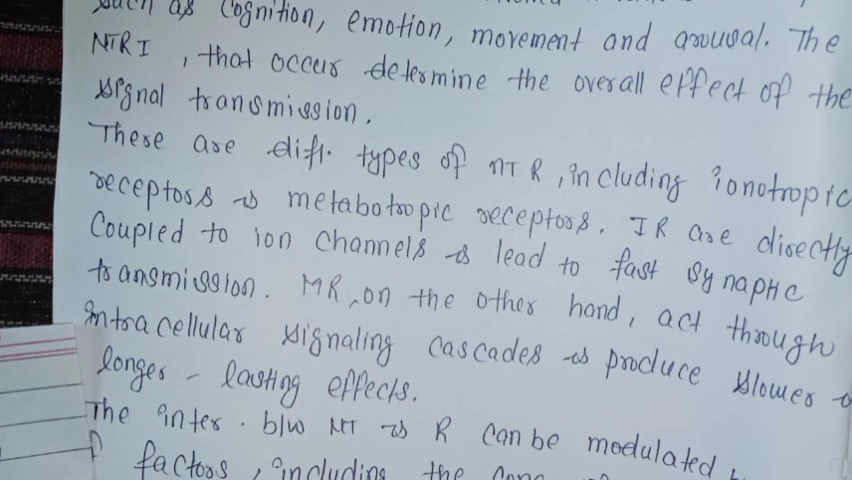 such as cognition, emotion, movement and arousal. The
NTRI, that occur determine the overall effect of the
signal transmission.
There are diff. types of nTR, including ionotropic
receptors & metabotropic receptors. IR are directly
Coupled to ion channels & lead to fast synaptic
transmission. MR, on the other hand, act through
intracellular signaling cascades & produce slower &
longer-lasting effects.
The inter. b/w NT & R can be modulated
factors, including the conc